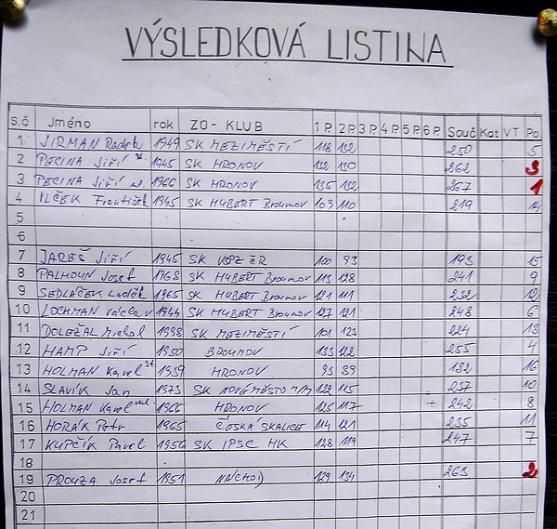 VÝSLEDKOVÁ LISTINA
s.č Jméno rok ZO - KLUB 1 P. 2 P. 3 P. 4 P. 5 P. 6 P. Souč Kat VT Po
1 JIRMAN Radek 1949 SK MEZIMĚSTÍ 118 132 250 5
2 PECINA Jiří st. 1945 SK HRONOV 132 130 262 3
3 PECINA Jiří ml. 1966 SK HRONOV 135 132 267 1
4 ILČEK František 1945 SK HUBERT Broumov 109 110 219 14
5
6
7 JAREŠ Jiří 1945 SK VSPZ ČR 100 93 193 15
8 PALHOUN Josef 1968 SK HUBERT Broumov 113 128 241 9
9 SEDLÁČEK Luděk 1965 SK HUBERT Broumov 121 111 232 12
10 LOCHMAN Václav 1944 SK HUBERT Broumov 127 121 248 6
11 DOLEŽAL Michal 1998 SK MEZIMĚSTÍ 101 123 224 13
12 HAMP Jiří 1950 BROUMOV 133 122 255 4
13 HOLMAN Karel st 1939 HRONOV 93 89 182 16
14 SLAVÍK Jan 1973 SK NOVÉ MĚSTO n/M 122 115 237 10
15 HOLMAN Karel ml 1966 HRONOV 125 117 242 8
16 HORÁK Petr 1965 ČESKÁ SKALICE 114 121 235 11
17 KUPČÍK Pavel 1956 SK IPSC HK 128 119 247 7
18
19 PROUZA Josef 1951 NÁCHOD 129 134 263 2
20
21